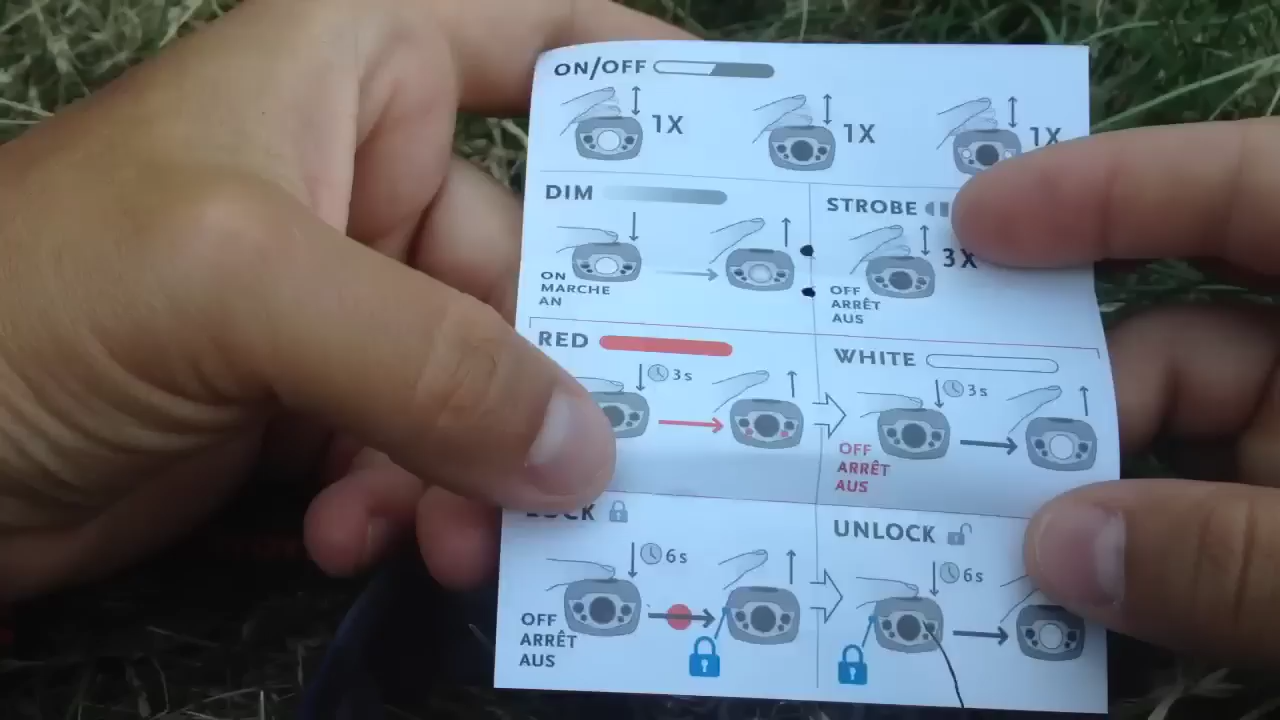 ON/OFF
1X
1X
1X
DIM
ON
MARCHE
AN
STROBE
3X
OFF
ARRÊT
AUS
RED
3s
WHITE
3s
OFF
ARRÊT
AUS
LOCK
6s
OFF
ARRÊT
AUS
UNLOCK
6s